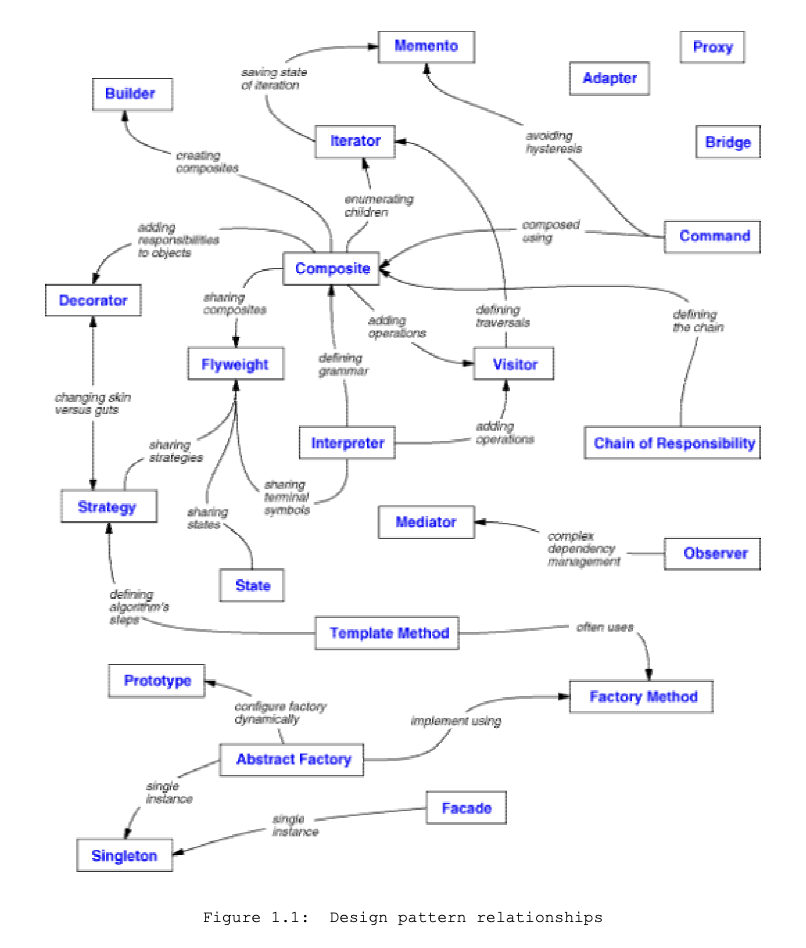 Memento
Proxy
saving state
of iteration
Adapter
Builder
Iterator
avoiding
hysteresis
Bridge
creating
composites
enumerating
children
adding
responsibilities
to objects
composed
using
Command
Composite
Decorator
sharing
composites
adding
operations
defining
traversals
defining
the chain
Flyweight
defining
grammar
Visitor
changing skin
versus guts
sharing
strategies
Interpreter
adding
operations
Chain of Responsibility
Strategy
sharing
terminal
symbols
sharing
states
Mediator
complex
dependency
management
Observer
State
defining
algorithm's
steps
Template Method
often uses
Prototype
Factory Method
configure factory
dynamically
implement using
Abstract Factory
single
instance
Facade
single
instance
Singleton
Figure 1.1: Design pattern relationships